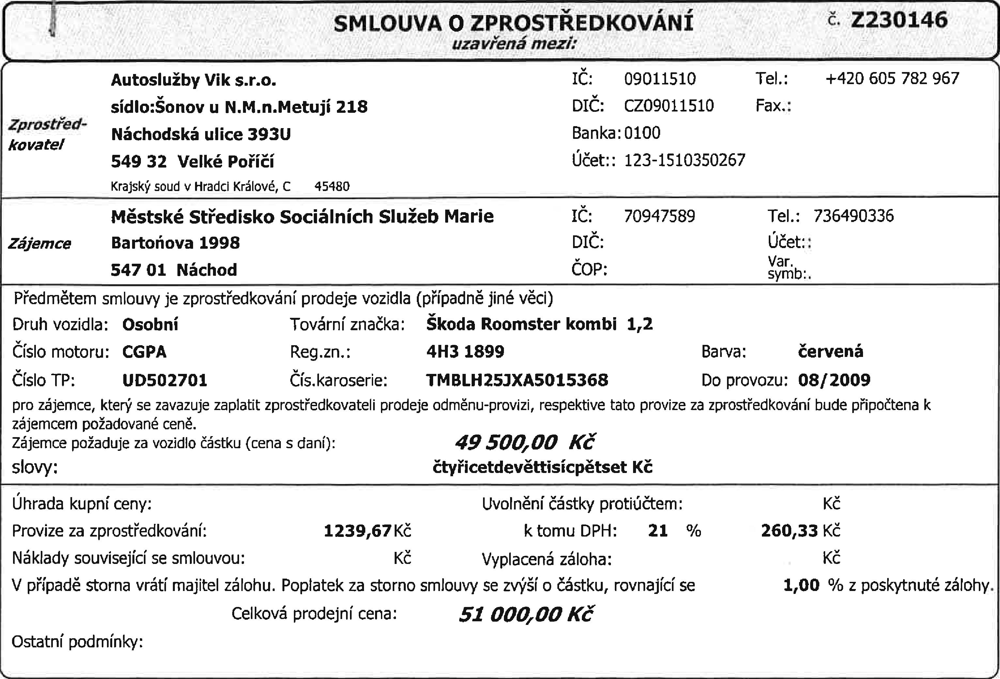 SMLOUVA O ZPROSTŘEDKOVÁNÍ č. Z230146
uzavřená mezi:
Zprostřed-
kovatel
Autoslužby Vik s.r.o. IČ: 09011510 Tel.: +420 605 782 967
sídlo:Šonov u N.M.n.Metují 218 DIČ: CZ09011510 Fax.:
Náchodská ulice 393U Banka: 0100
549 32 Velké Poříčí Účet:: 123-1510350267
Krajský soud v Hradci Králové, C 45480
Městské Středisko Sociálních Služeb Marie IČ: 70947589 Tel.: 736490336
Zájemce Bartoňova 1998 DIČ: Účet::
547 01 Náchod ČOP: Var.
symb:.
Předmětem smlouvy je zprostředkování prodeje vozidla (případně jiné věci)
Druh vozidla: Osobní Tovární značka: Škoda Roomster kombi 1,2
Číslo motoru: CGPA Reg.zn.: 4H3 1899 Barva: červená
Číslo TP: UD502701 Čís.karoserie: TMBLH25JXA5015368 Do provozu: 08/2009
pro zájemce, který se zavazuje zaplatit zprostředkovateli prodeje odměnu-provizi, respektive tato provize za zprostředkování bude připočtena k
zájemcem požadované ceně.
Zájemce požaduje za vozidlo částku (cena s daní): 49 500,00 Kč
slovy: čtyřicetdevěttisícpětset Kč
Úhrada kupní ceny: Uvolnění částky protiúčtem: Kč
Provize za zprostředkování: 1239,67 Kč k tomu DPH: 21 % 260,33 Kč
Náklady související se smlouvou: Kč Vyplacená záloha: Kč
V případě storna vrátí majitel zálohu. Poplatek za storno smlouvy se zvýší o částku, rovnající se 1,00 % z poskytnuté zálohy.
Celková prodejní cena: 51 000,00 Kč
Ostatní podmínky: